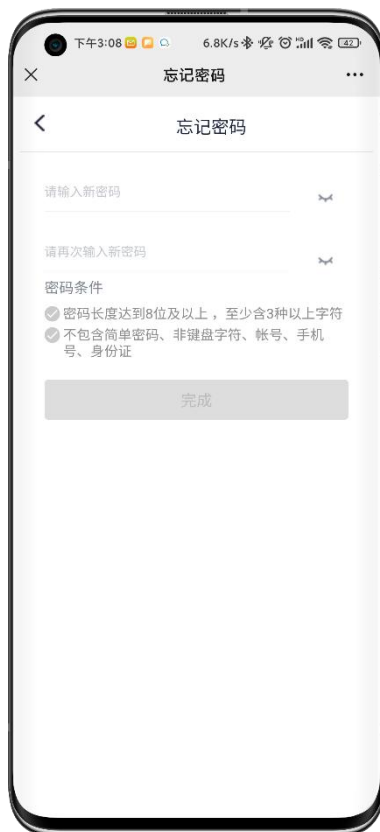 下午3:08 6.8K/s HD 42
忘记密码
忘记密码
请输入新密码
请再次输入新密码
密码条件
密码长度达到8位及以上，至少含3种以上字符
不包含简单密码、非键盘字符、帐号、手机
号、身份证
完成